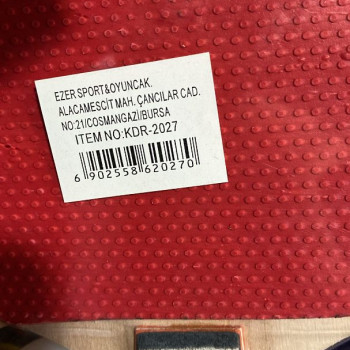 EZER SPORT&OYUNCAK.
ALACAMESCİT MAH. ÇANCILAR CAD.
NO:21/COSMANGAZİ/BURSA
ITEM NO:KDR-2027
6 902558 620270